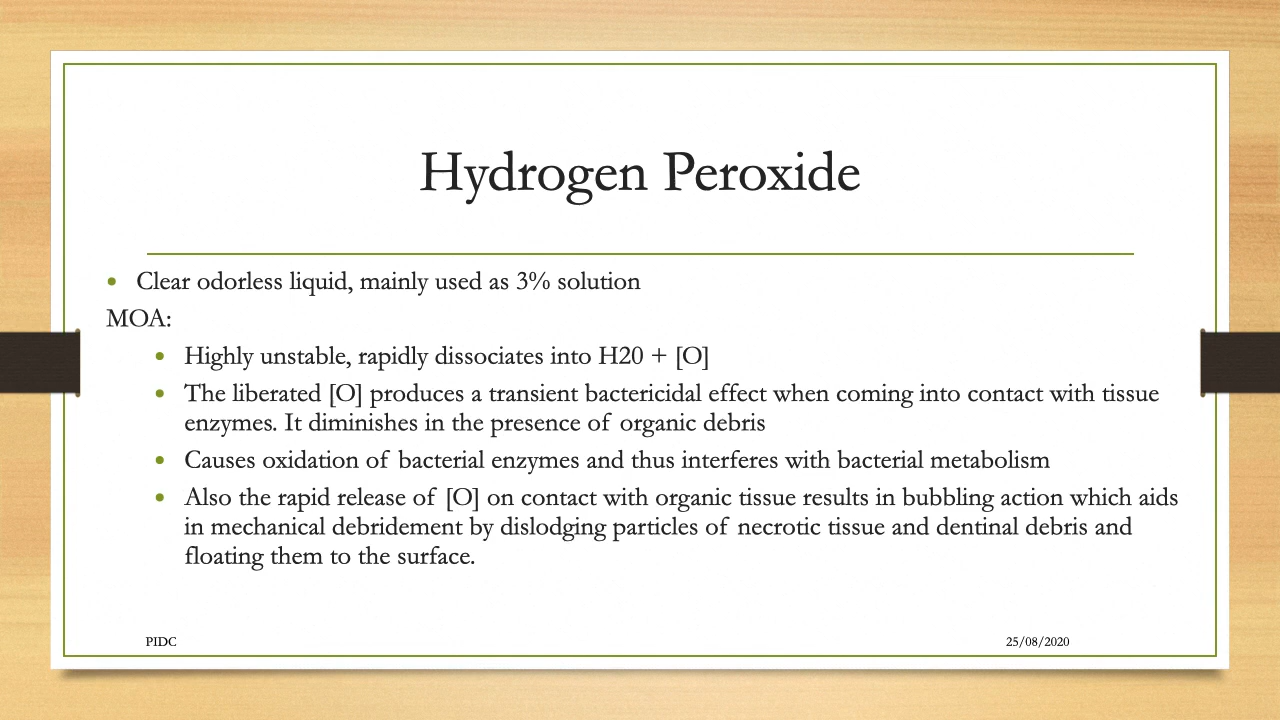 Hydrogen Peroxide
• Clear odorless liquid, mainly used as 3% solution
MOA:
• Highly unstable, rapidly dissociates into H20 + [O]
• The liberated [O] produces a transient bactericidal effect when coming into contact with tissue
enzymes. It diminishes in the presence of organic debris
• Causes oxidation of bacterial enzymes and thus interferes with bacterial metabolism
• Also the rapid release of [O] on contact with organic tissue results in bubbling action which aids
in mechanical debridement by dislodging particles of necrotic tissue and dentinal debris and
floating them to the surface.
PIDC
25/08/2020